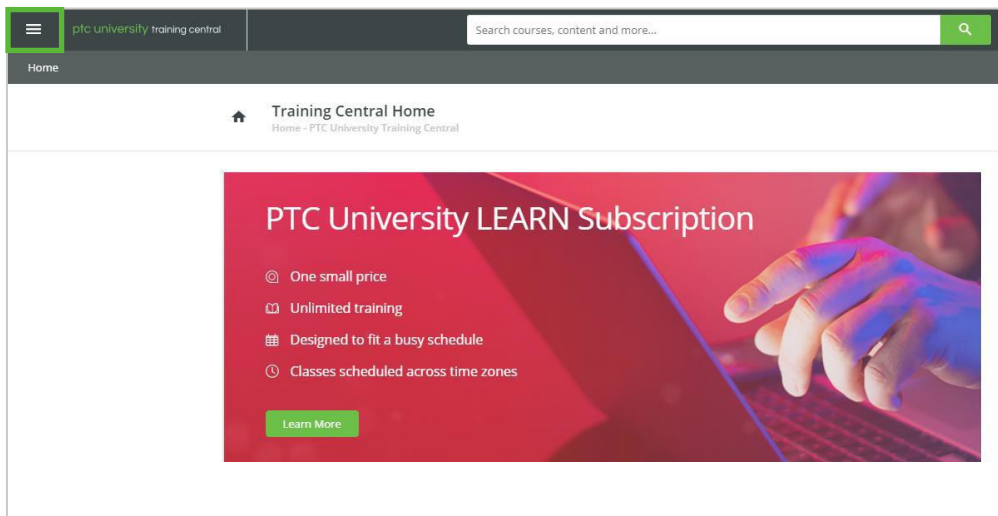 ptc university training central
Search courses, content and more...
Home
Training Central Home
Home - PTC University Training Central
PTC University LEARN Subscription
One small price
Unlimited training
Designed to fit a busy schedule
Classes scheduled across time zones
Learn More